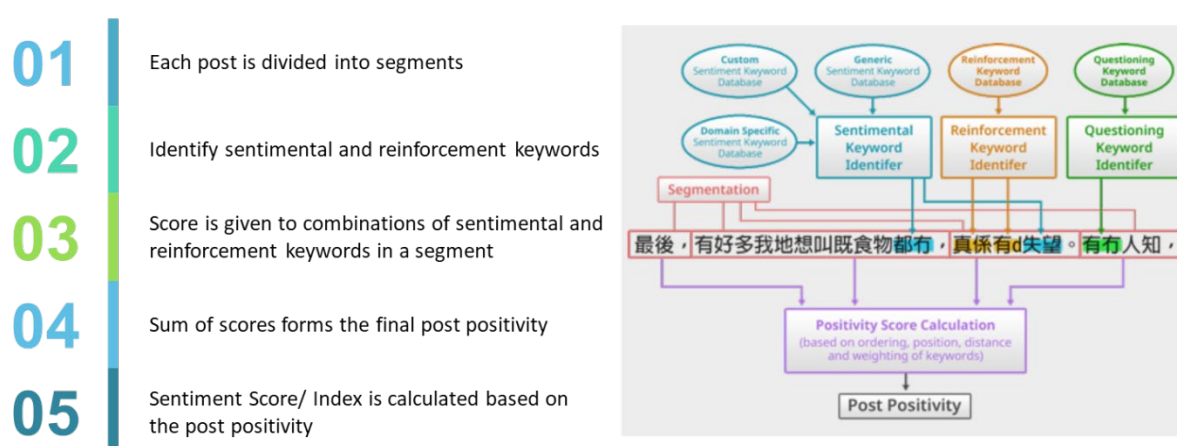 01
Each post is divided into segments
02
Identify sentimental and reinforcement keywords
03
Score is given to combinations of sentimental and
reinforcement keywords in a segment
04
Sum of scores forms the final post positivity
05
Sentiment Score/ Index is calculated based on
the post positivity
Custom
Sentiment Kwyword
Database
Generic
Sentiment Kwyword
Database
Reinforcement
Keyword
Database
Questioning
Keyword
Database
Domain Specific
Sentiment Kwyword
Database
Sentimental
Keyword
Identifer
Reinforcement
Keyword
Identifer
Questioning
Keyword
Identifer
Segmentation
最後，有好多我地想叫既食物都冇，真係有d失望。有冇人知，
Positivity Score Calculation
(based on ordering, position, distance
and weighting of keywords)
Post Positivity